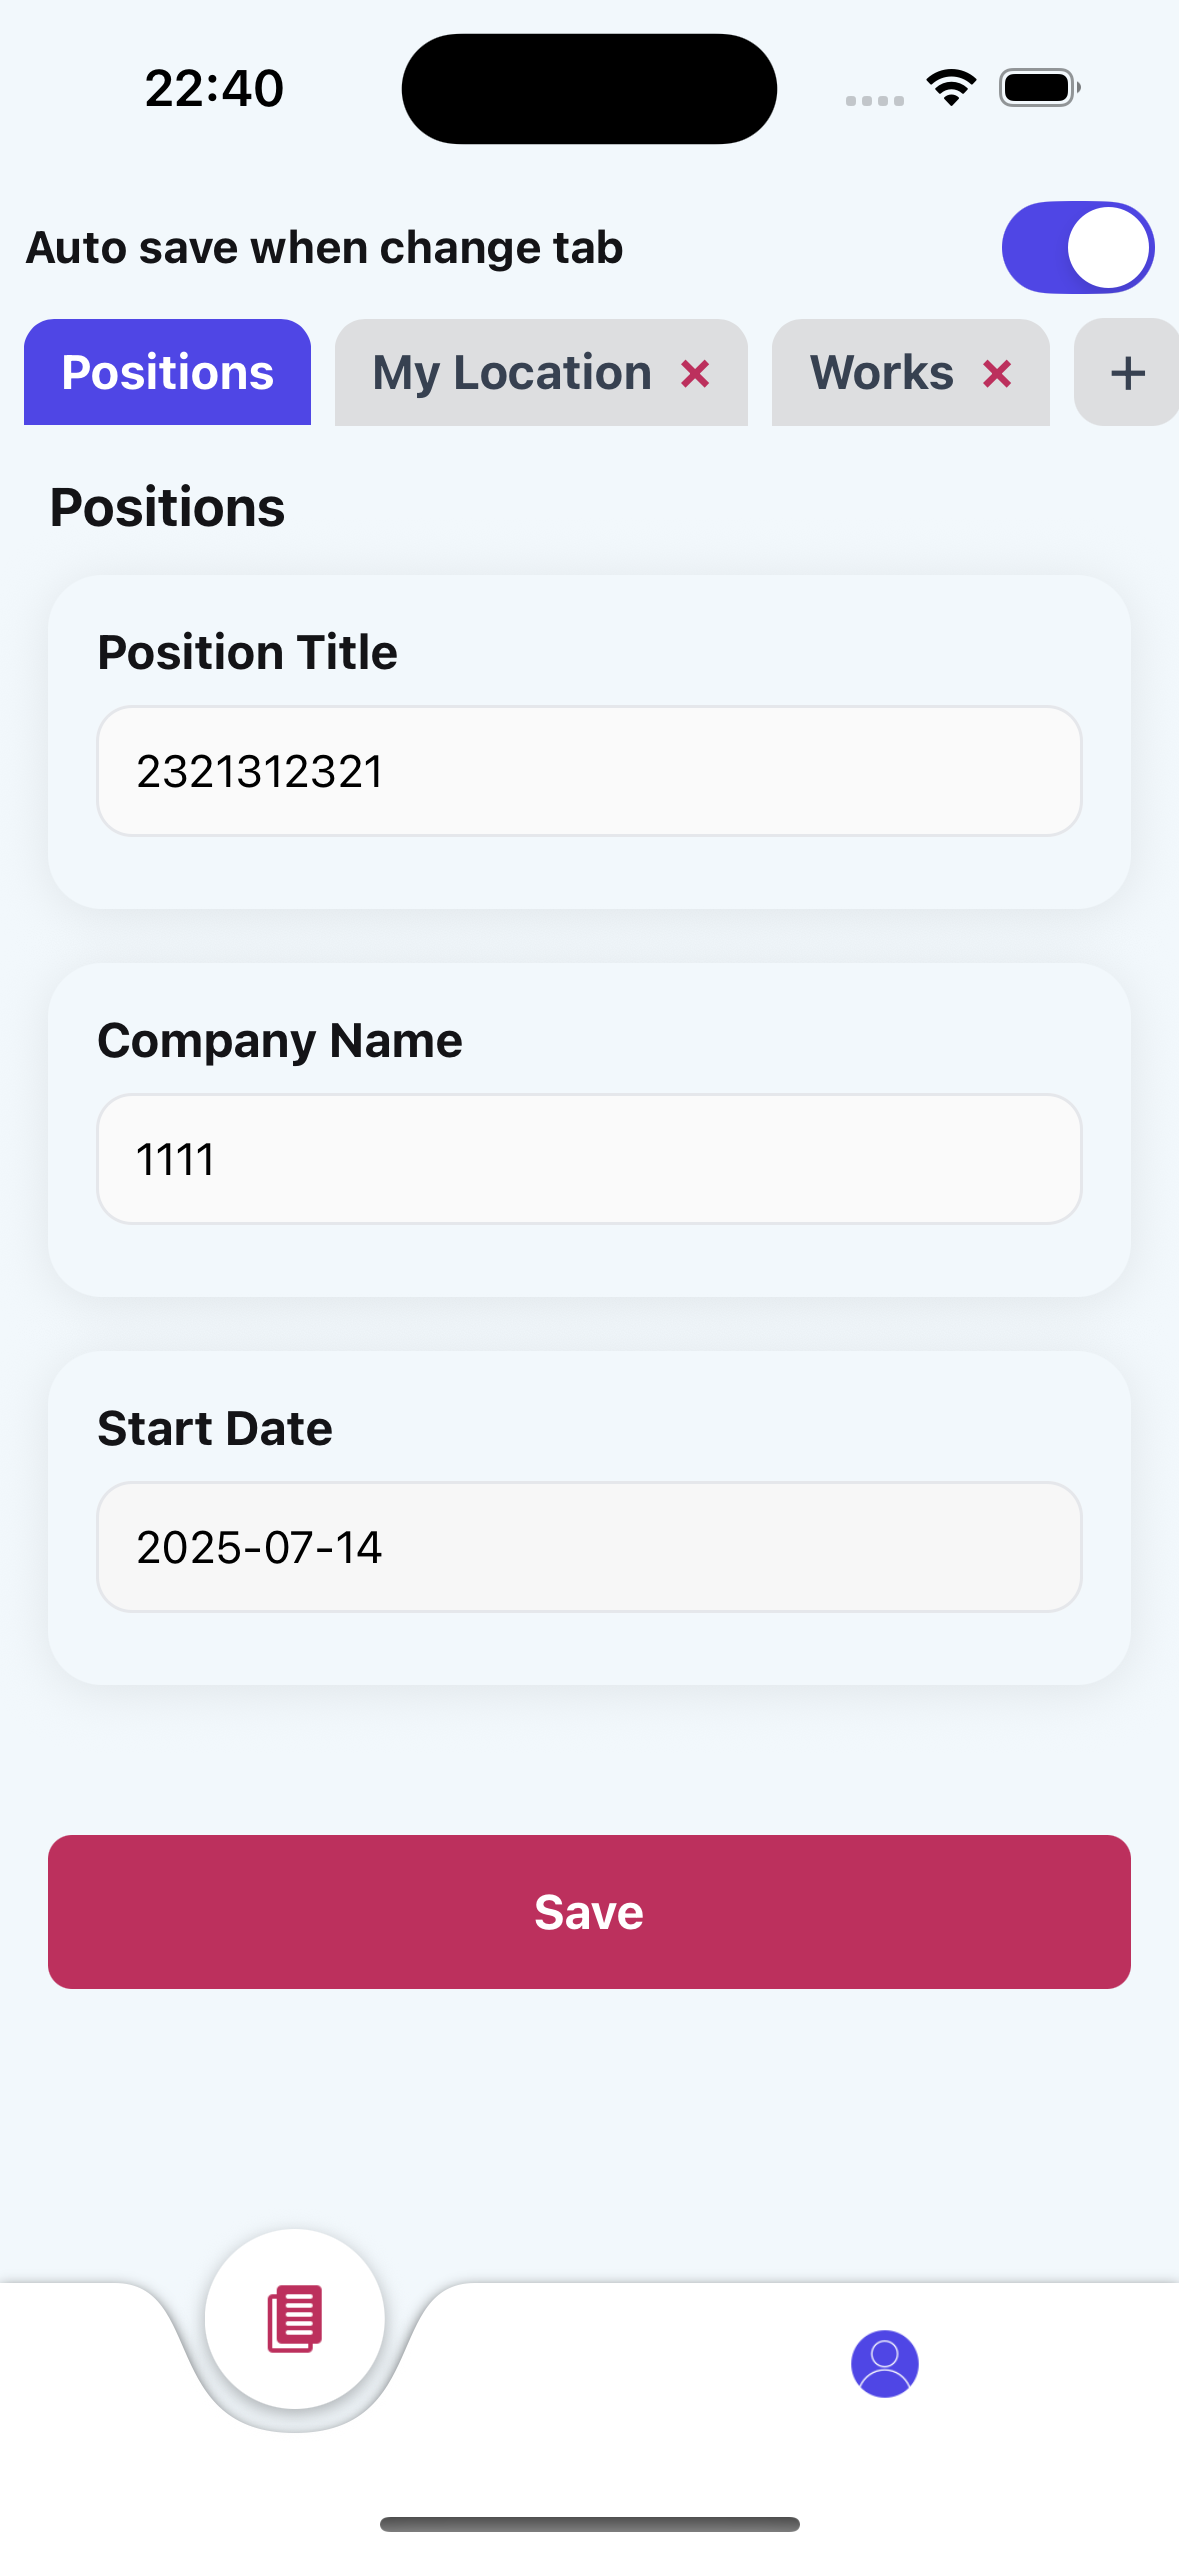 22:40
Auto save when change tab
Positions
My Location ×
Works ×
+
Positions
Position Title
2321312321
Company Name
1111
Start Date
2025-07-14
Save